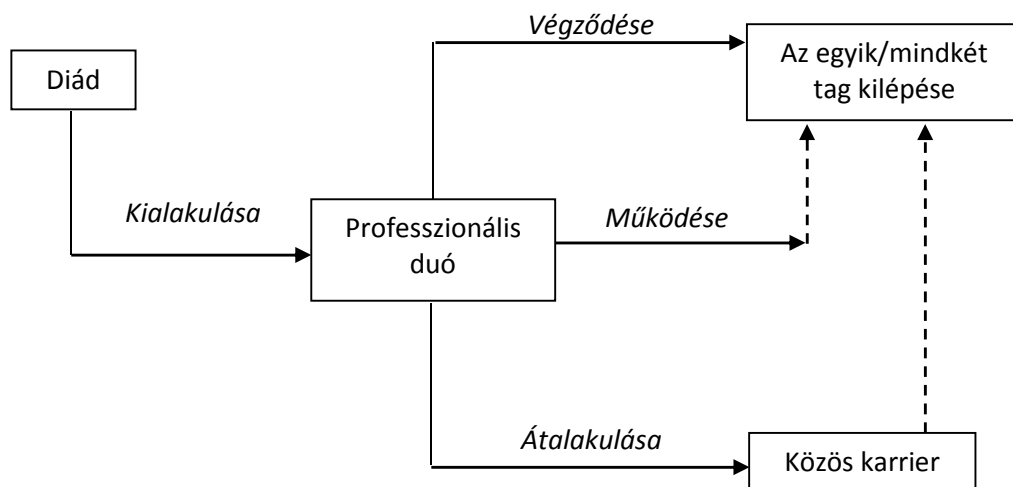 Végződése
Az egyik/mindkét
tag kilépése
Diád
Kialakulása
Professzionális
duó
Működése
Átalakulása
Közös karrier